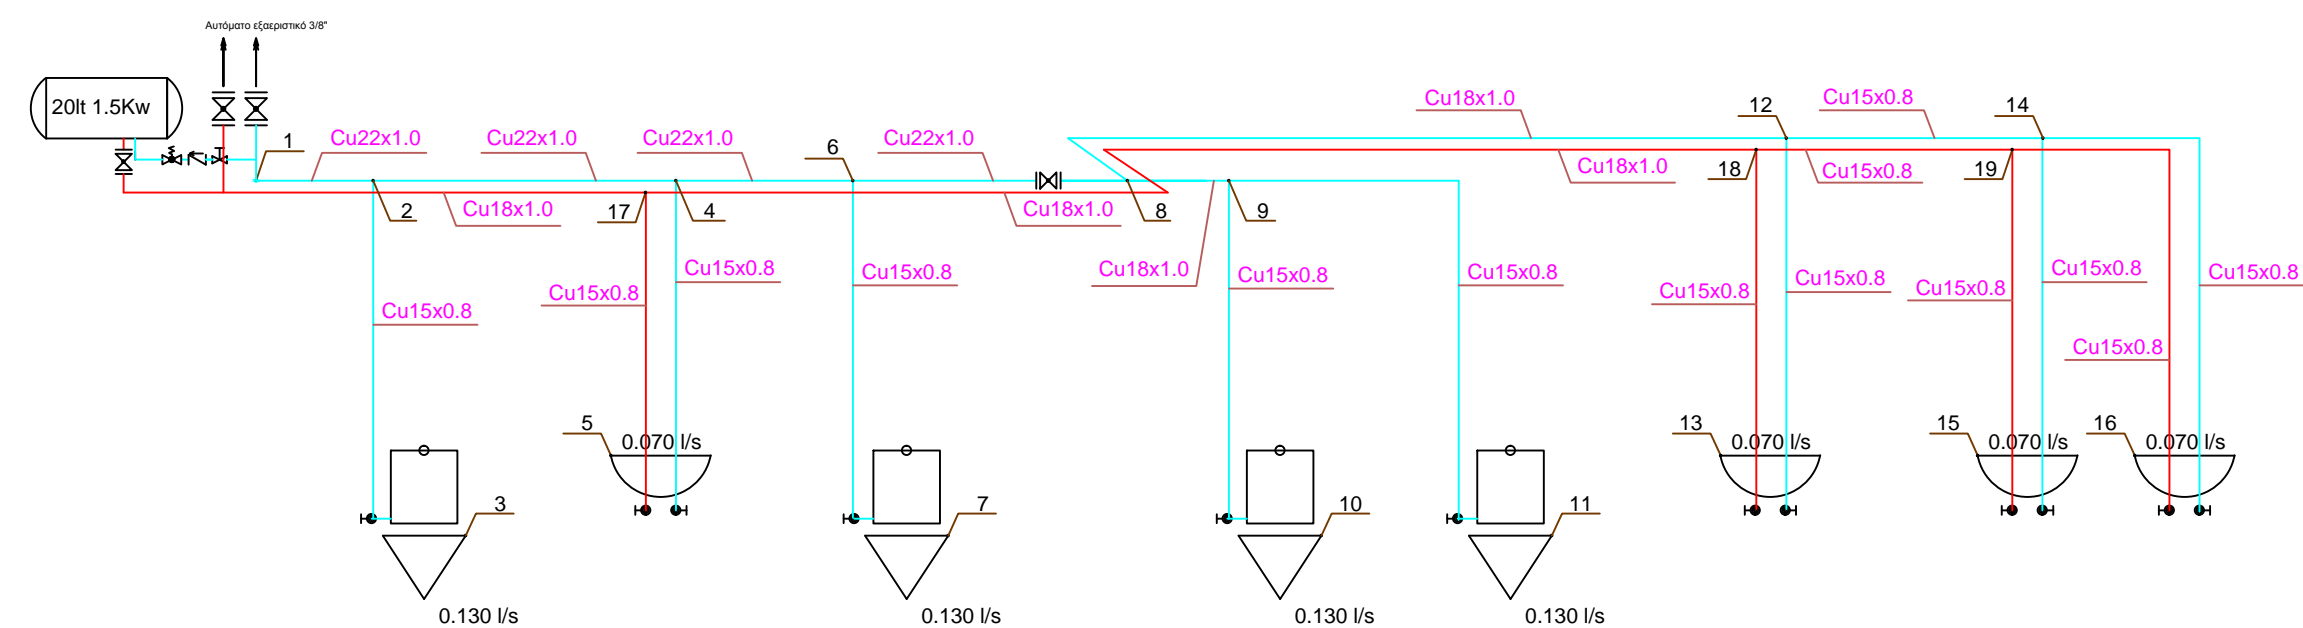 Αυτόματο εξαεριστικό 3/8"
20lt 1.5Kw
1
Cu22x1.0
Cu22x1.0
Cu22x1.0
6
Cu22x1.0
Cu18x1.0
12
Cu15x0.8
14
2
Cu18x1.0
17
4
Cu18x1.0
8
9
Cu18x1.0
18
Cu15x0.8
19
Cu15x0.8
Cu15x0.8
Cu15x0.8
Cu15x0.8
Cu18x1.0
Cu15x0.8
Cu15x0.8
Cu15x0.8
Cu15x0.8
Cu15x0.8
Cu15x0.8
Cu15x0.8
Cu15x0.8
Cu15x0.8
5
0.070 l/s
13
0.070 l/s
15
0.070 l/s
16
0.070 l/s
3
7
10
11
0.130 l/s
0.130 l/s
0.130 l/s
0.130 l/s